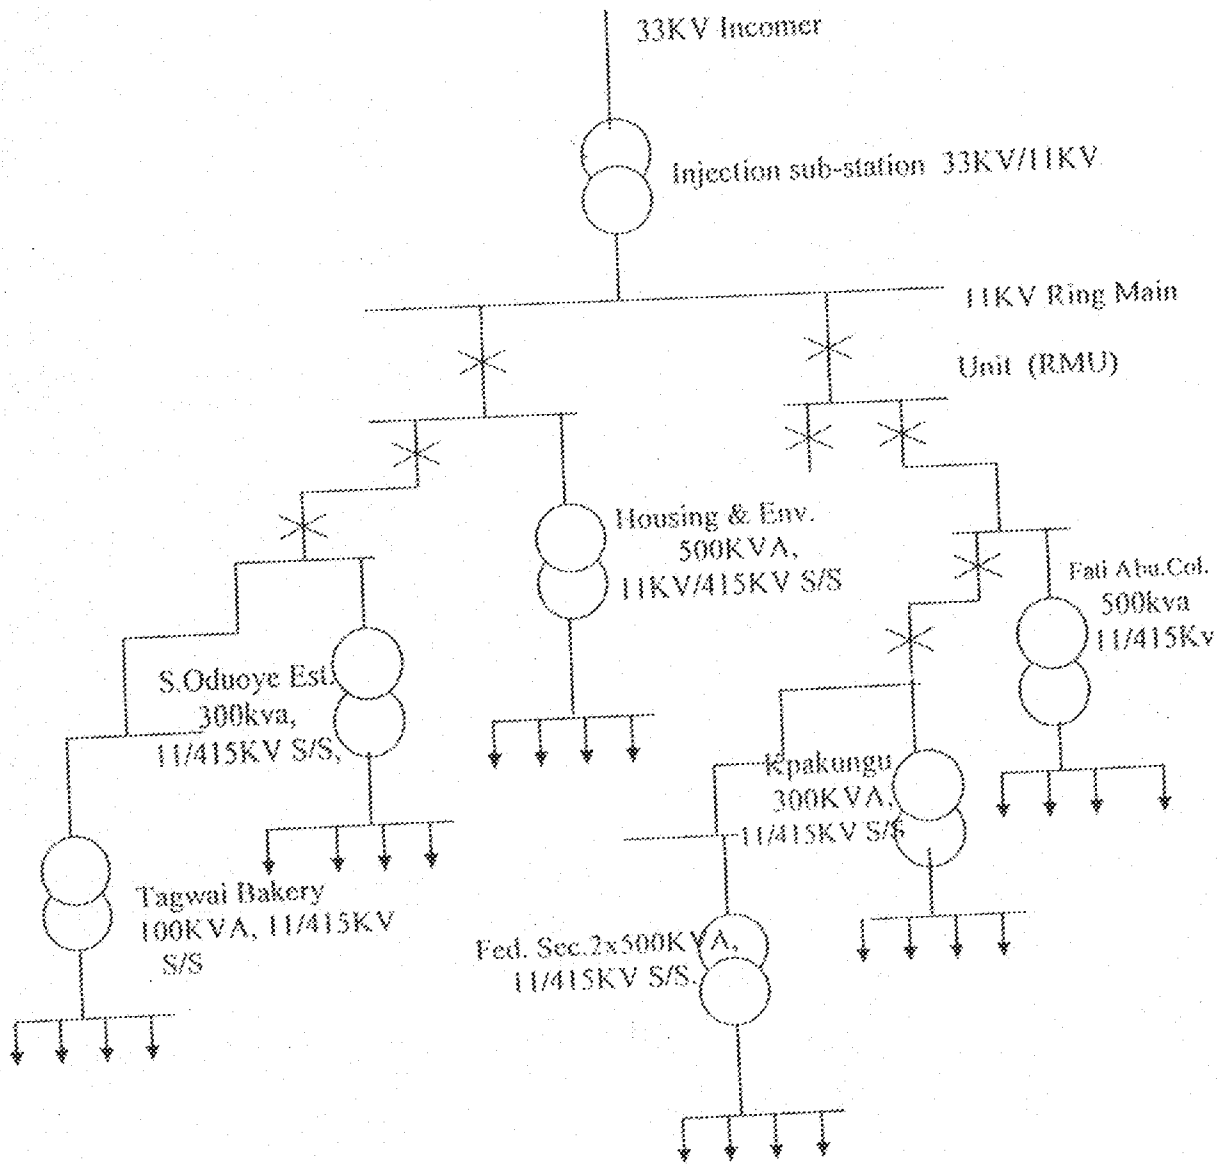 33KV Incomer
Injection sub-station 33KV/11KV
11KV Ring Main
Unit (RMU)
Housing & Env.
500KVA,
11KV/415KV S/S
Fati Abu.Col.
500kva
11/415Kv
S.Oduoye Est.
300kva,
11/415KV S/S,
Kpakungu
300KVA,
11/415KV S/S
Tagwai Bakery
100KVA, 11/415KV
S/S
Fed. Sec.2x500KVA,
11/415KV S/S.